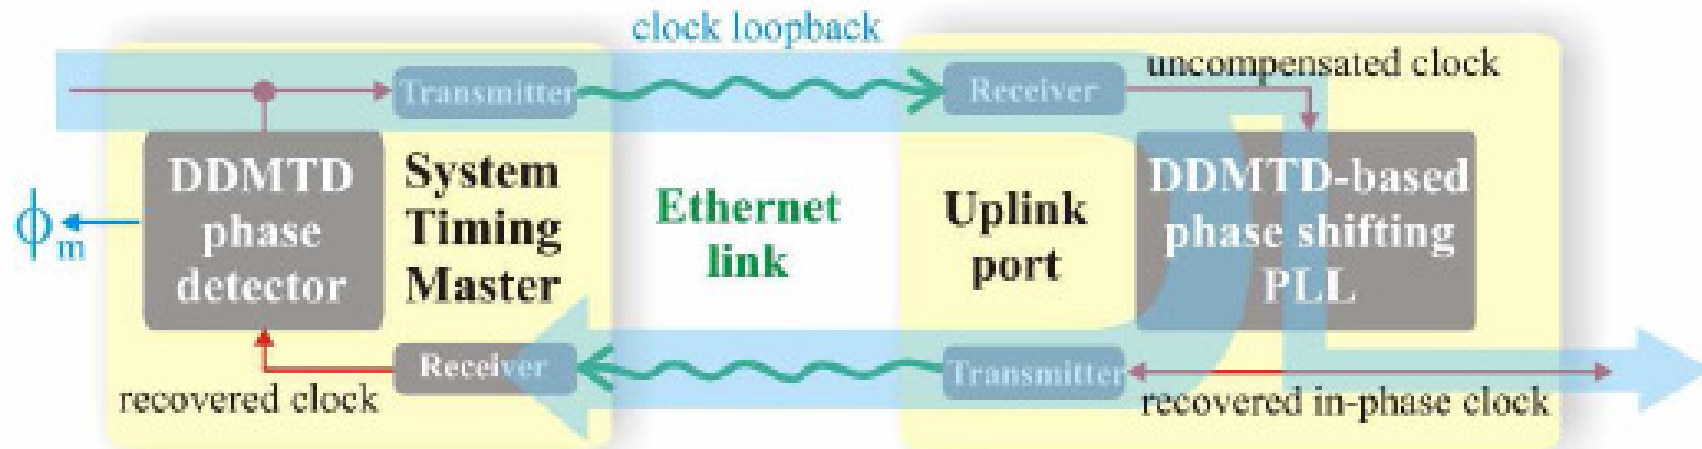 clock loopback
uncompensated clock
Transmitter
Receiver
DDMTD
phase
detector
System
Timing
Master
Ethernet
link
Uplink
port
DDMTD-based
phase shifting
PLL
ϕm
Receiver
Transmitter
recovered clock
recovered in-phase clock